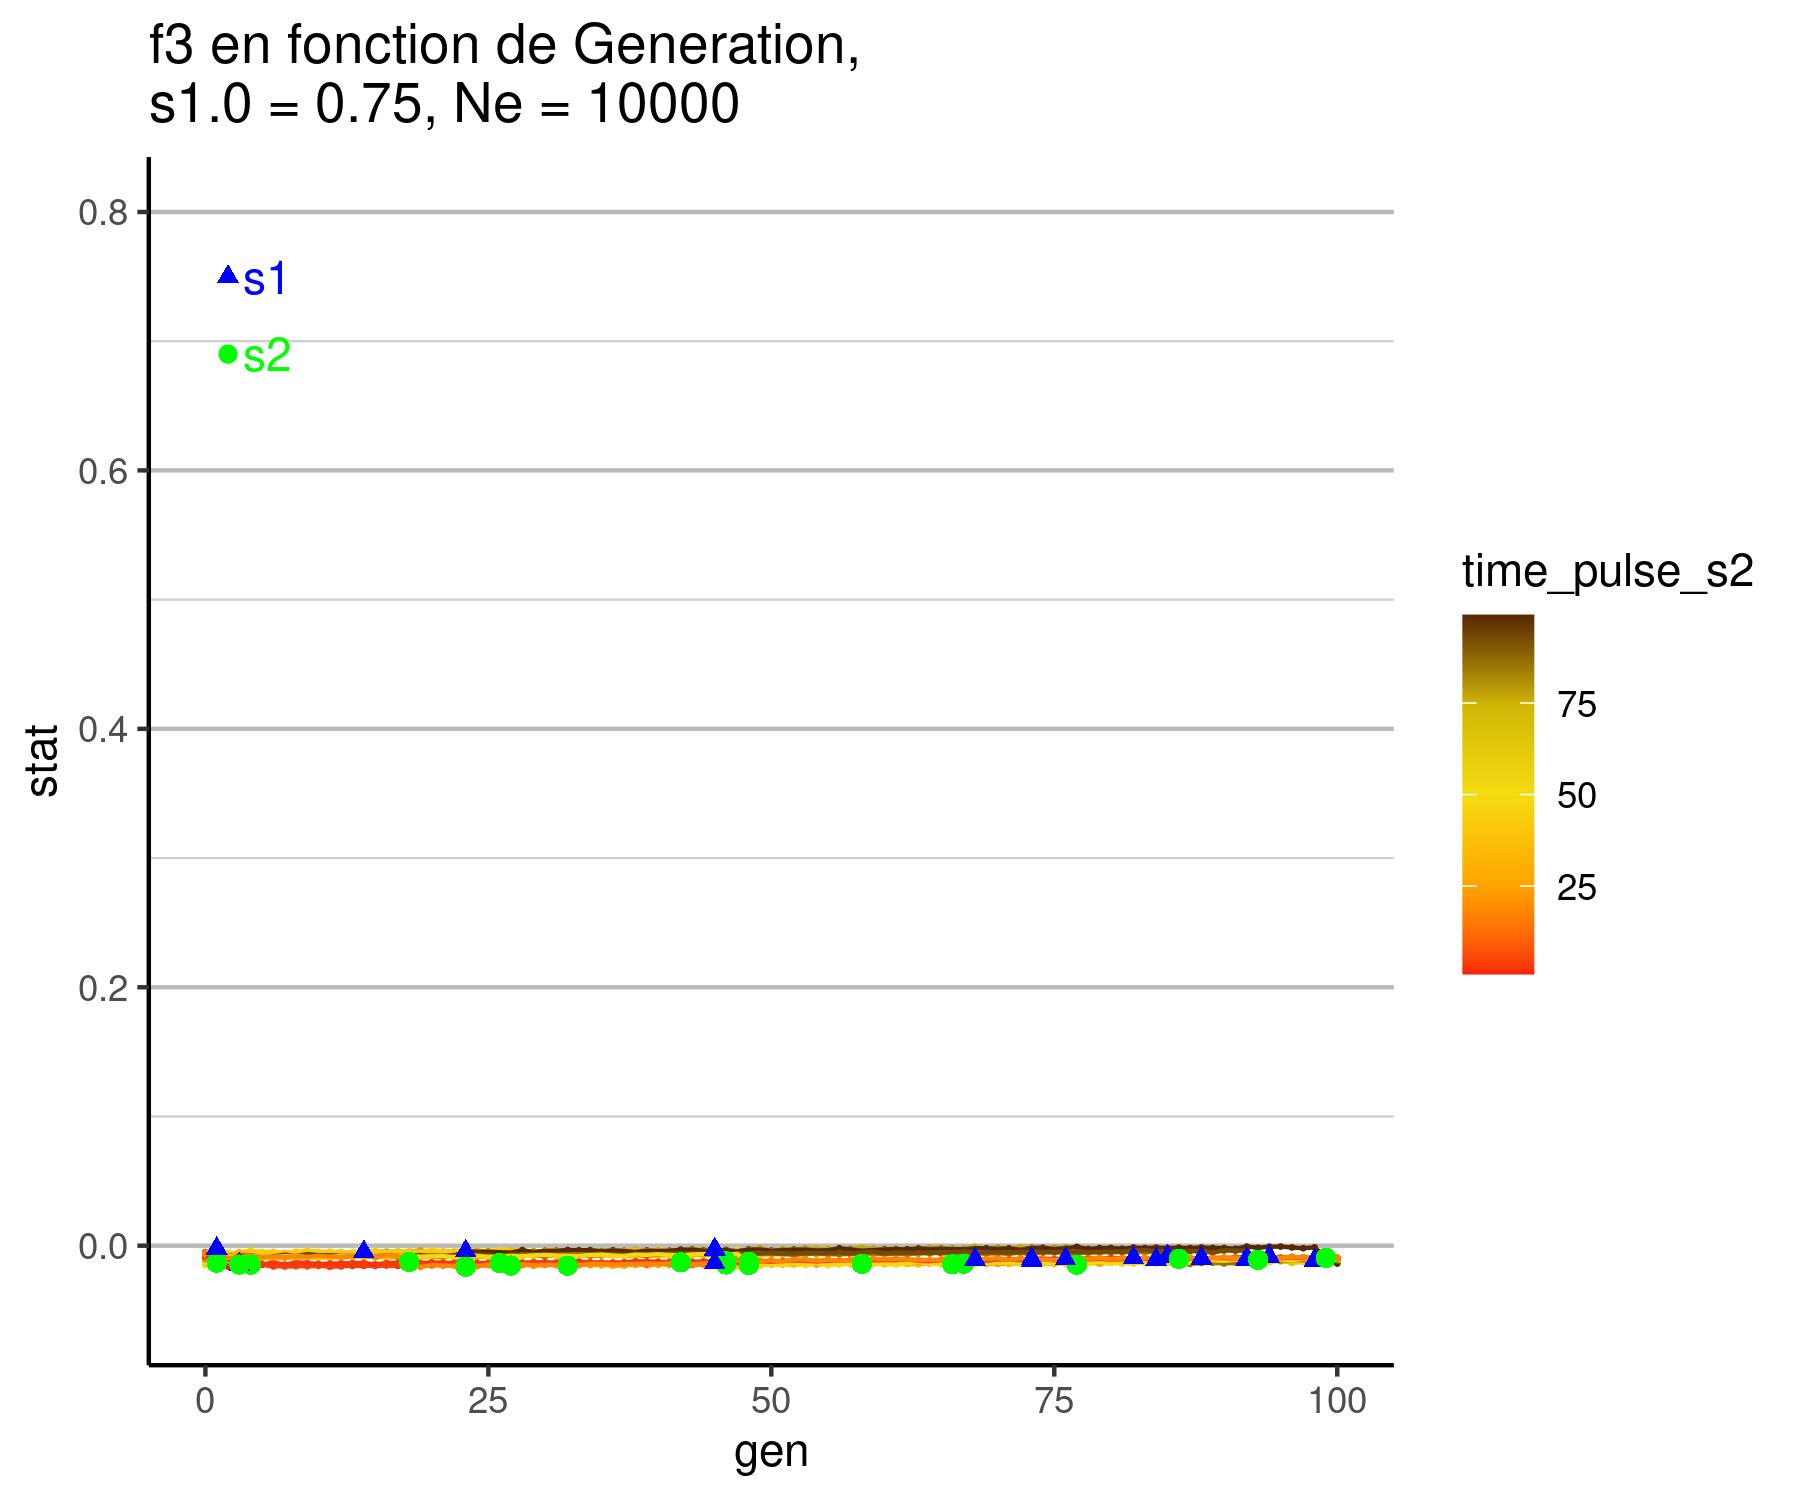 f3 en fonction de Generation,
s1.0 = 0.75, Ne = 10000
0.8
s1
s2
0.6
0.4
0.2
0.0
stat
0
25
50
75
100
gen
time_pulse_s2
75
50
25